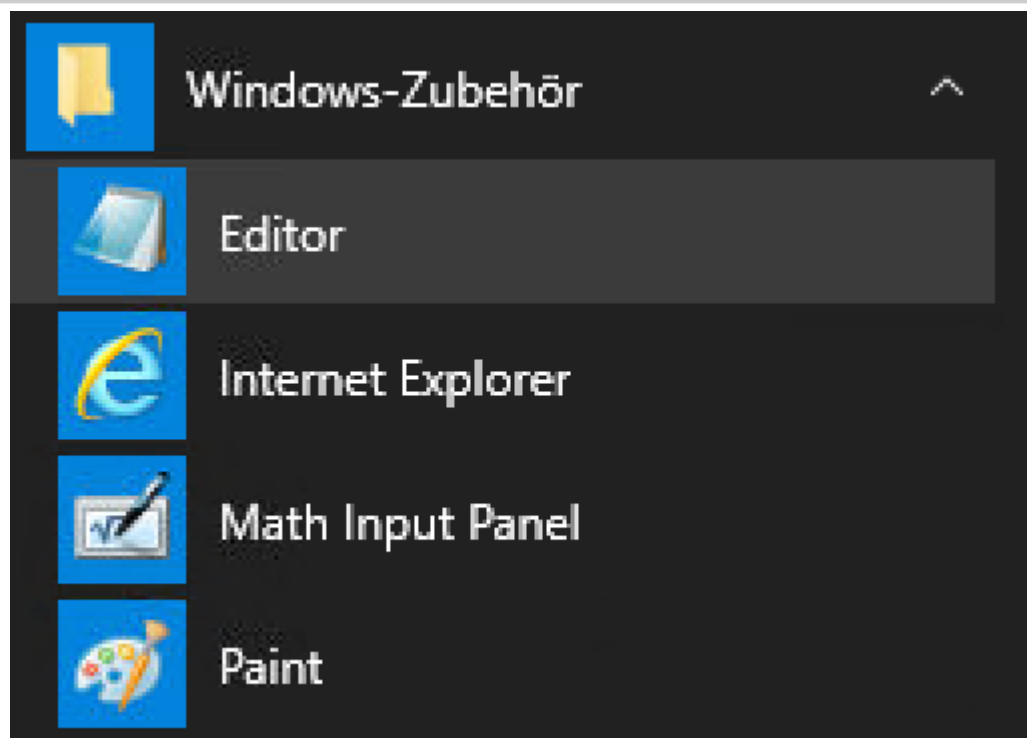 Windows-Zubehör
Editor
Internet Explorer
Math Input Panel
Paint